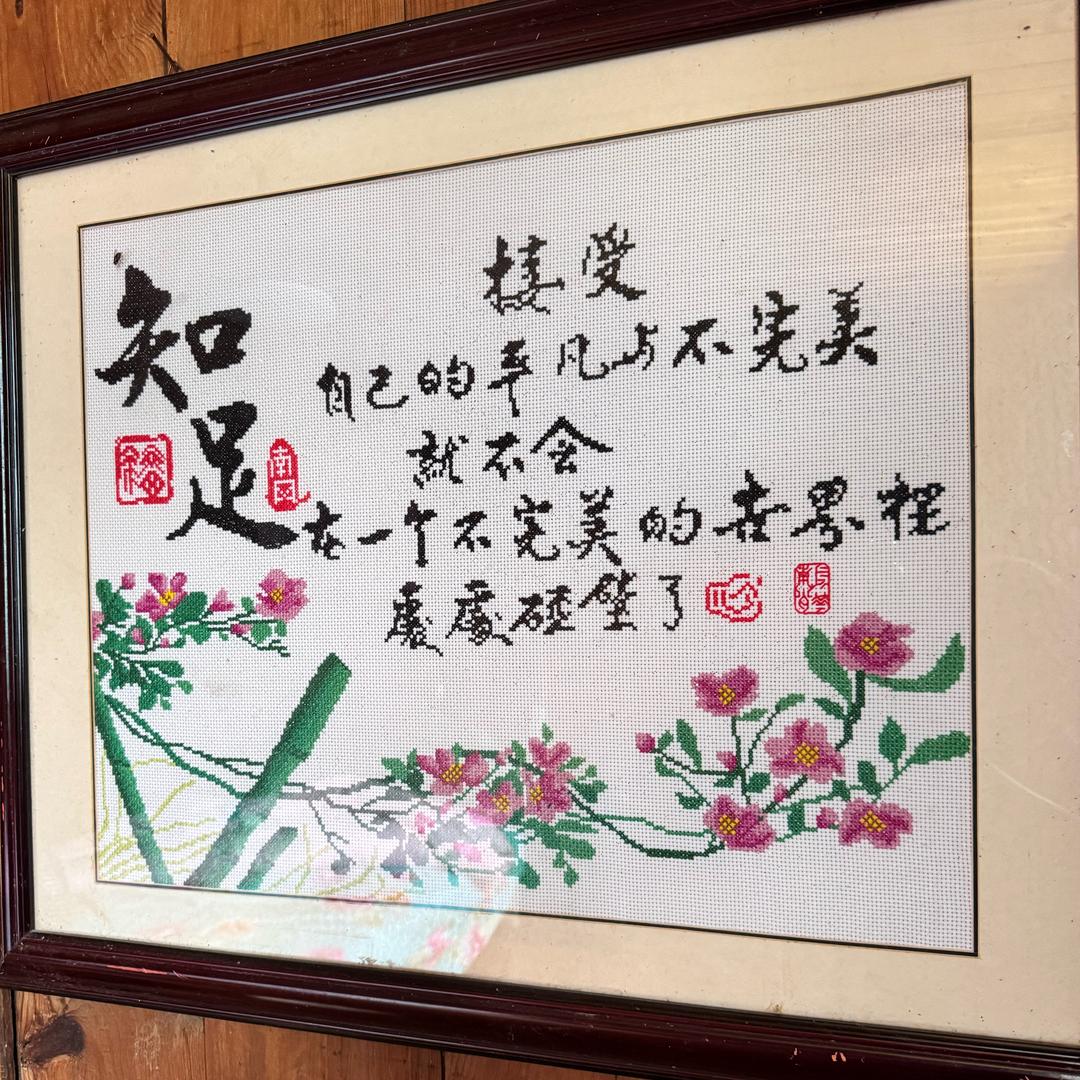 知足
接受
自己的平凡与不完美
就不会
在一个不完美的世界裡
處處碰壁了